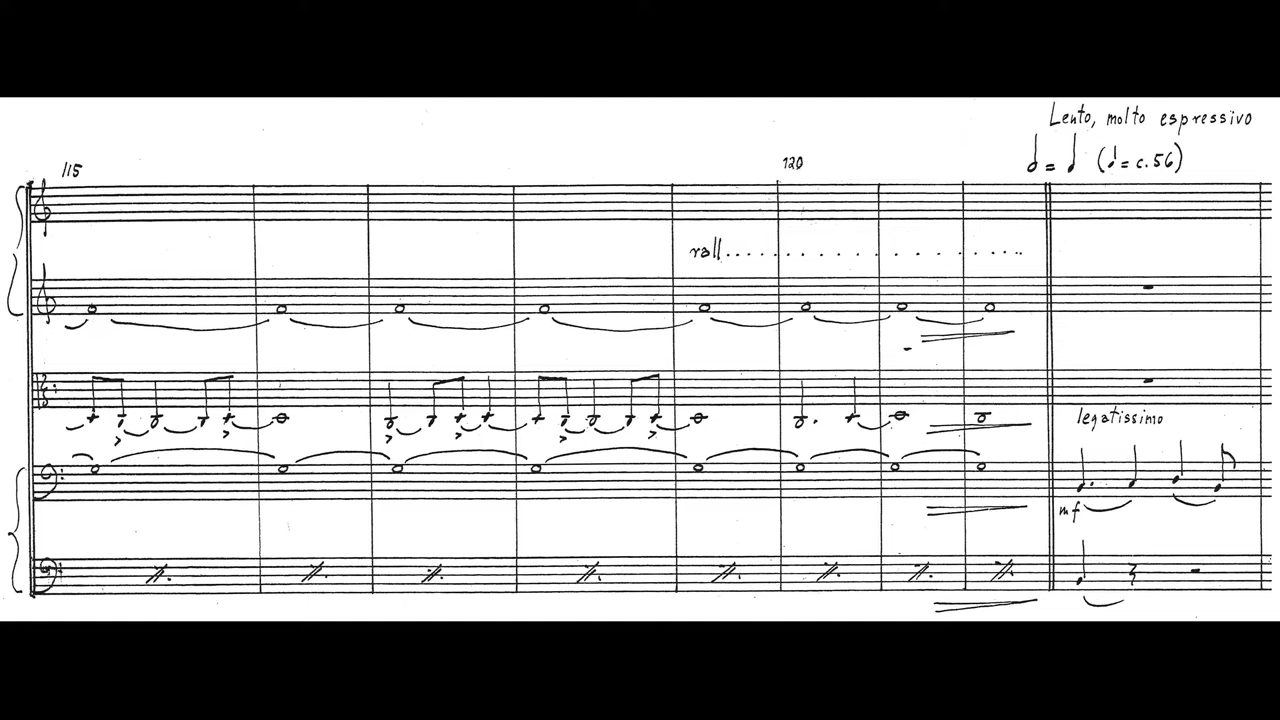 Lento, molto espressivo
115
120
𝅗𝅥 = 𝅘𝅥 (𝅘𝅥 = c. 56)
rall..................
legatissimo
mf